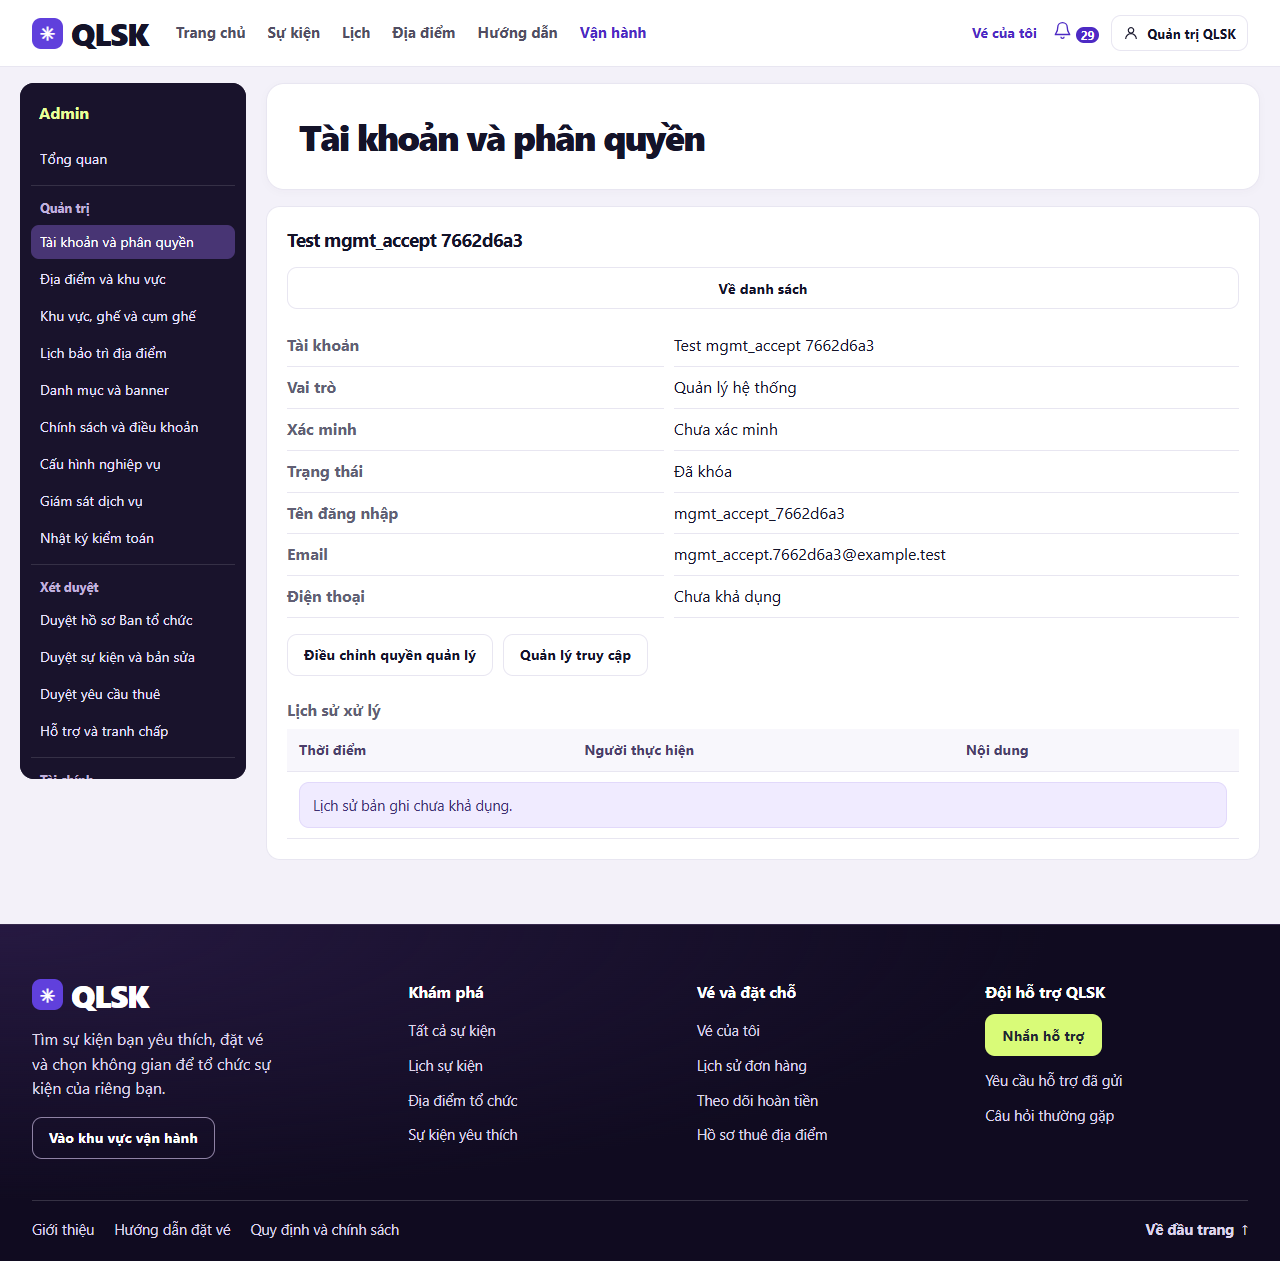 QLSK
Trang chủ
Sự kiện
Lịch
Địa điểm
Hướng dẫn
Vận hành
Vé của tôi
29
Quản trị QLSK
Admin
Tổng quan
Quản trị
Tài khoản và phân quyền
Địa điểm và khu vực
Khu vực, ghế và cụm ghế
Lịch bảo trì địa điểm
Danh mục và banner
Chính sách và điều khoản
Cấu hình nghiệp vụ
Giám sát dịch vụ
Nhật ký kiểm toán
Xét duyệt
Duyệt hồ sơ Ban tổ chức
Duyệt sự kiện và bản sửa
Duyệt yêu cầu thuê
Hỗ trợ và tranh chấp
Tài khoản và phân quyền
Test mgmt_accept 7662d6a3
Về danh sách
Tài khoản Test mgmt_accept 7662d6a3
Vai trò Quản lý hệ thống
Xác minh Chưa xác minh
Trạng thái Đã khóa
Tên đăng nhập mgmt_accept_7662d6a3
Email mgmt_accept.7662d6a3@example.test
Điện thoại Chưa khả dụng
Điều chỉnh quyền quản lý
Quản lý truy cập
Lịch sử xử lý
Thời điểm Người thực hiện Nội dung
Lịch sử bản ghi chưa khả dụng.
QLSK
Tìm sự kiện bạn yêu thích, đặt vé
và chọn không gian để tổ chức sự
kiện của riêng bạn.
Vào khu vực vận hành
Khám phá
Tất cả sự kiện
Lịch sự kiện
Địa điểm tổ chức
Sự kiện yêu thích
Vé và đặt chỗ
Vé của tôi
Lịch sử đơn hàng
Theo dõi hoàn tiền
Hồ sơ thuê địa điểm
Đội hỗ trợ QLSK
Nhắn hỗ trợ
Yêu cầu hỗ trợ đã gửi
Câu hỏi thường gặp
Giới thiệu
Hướng dẫn đặt vé
Quy định và chính sách
Về đầu trang ↑